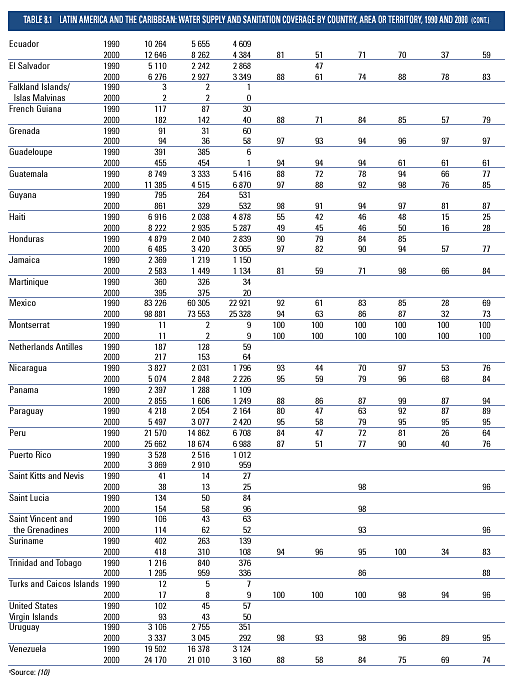 TABLE 8.1 LATIN AMERICA AND THE CARIBBEAN: WATER SUPPLY AND SANITATION COVERAGE BY COUNTRY, AREA OR TERRITORY, 1990 AND 2000 (CONT.)
Ecuador 1990 10 264 5 655 4 609
2000 12 646 8 262 4 384 81 51 71 70 37 59
El Salvador 1990 5 110 2 242 2 868 47
2000 6 276 2 927 3 349 88 61 74 88 78 83
Falkland Islands/ 1990 3 2 1
Islas Malvinas 2000 2 2 0
French Guiana 1990 117 87 30
2000 182 142 40 88 71 84 85 57 79
Grenada 1990 91 31 60
2000 94 36 58 97 93 94 96 97 97
Guadeloupe 1990 391 385 6
2000 455 454 1 94 94 94 61 61 61
Guatemala 1990 8 749 3 333 5 416 88 72 78 94 66 77
2000 11 385 4 515 6 870 97 88 92 98 76 85
Guyana 1990 795 264 531
2000 861 329 532 98 91 94 97 81 87
Haiti 1990 6 916 2 038 4 878 55 42 46 48 15 25
2000 8 222 2 935 5 287 49 45 46 50 16 28
Honduras 1990 4 879 2 040 2 839 90 79 84 85
2000 6 485 3 420 3 065 97 82 90 94 57 77
Jamaica 1990 2 369 1 219 1 150
2000 2 583 1 449 1 134 81 59 71 98 66 84
Martinique 1990 360 326 34
2000 395 375 20
Mexico 1990 83 226 60 305 22 921 92 61 83 85 28 69
2000 98 881 73 553 25 328 94 63 86 87 32 73
Montserrat 1990 11 2 9 100 100 100 100 100 100
2000 11 2 9 100 100 100 100 100 100
Netherlands Antilles 1990 187 128 59
2000 217 153 64
Nicaragua 1990 3 827 2 031 1 796 93 44 70 97 53 76
2000 5 074 2 848 2 226 95 59 79 96 68 84
Panama 1990 2 397 1 288 1 109
2000 2 855 1 606 1 249 88 86 87 99 87 94
Paraguay 1990 4 218 2 054 2 164 80 47 63 92 87 89
2000 5 497 3 077 2 420 95 58 79 95 95 95
Peru 1990 21 570 14 862 6 708 84 47 72 81 26 64
2000 25 662 18 674 6 988 87 51 77 90 40 76
Puerto Rico 1990 3 528 2 516 1 012
2000 3 869 2 910 959
Saint Kitts and Nevis 1990 41 14 27
2000 38 13 25 98 96
Saint Lucia 1990 134 50 84
2000 154 58 96 98
Saint Vincent and 1990 106 43 63
the Grenadines 2000 114 62 52 93 96
Suriname 1990 402 263 139
2000 418 310 108 94 96 95 100 34 83
Trinidad and Tobago 1990 1 216 840 376
2000 1 295 959 336 86 88
Turks and Caicos Islands 1990 12 5 7
2000 17 8 9 100 100 100 98 94 96
United States 1990 102 45 57
Virgin Islands 2000 93 43 50
Uruguay 1990 3 106 2 755 351
2000 3 337 3 045 292 98 93 98 96 89 95
Venezuela 1990 19 502 16 378 3 124
2000 24 170 21 010 3 160 88 58 84 75 69 74
ªSource: (10)